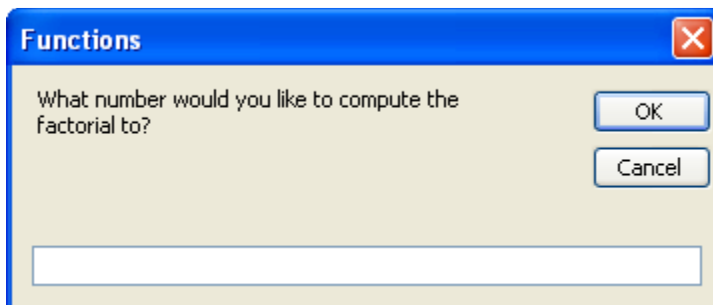 Functions
What number would you like to compute the
factorial to?
OK
Cancel